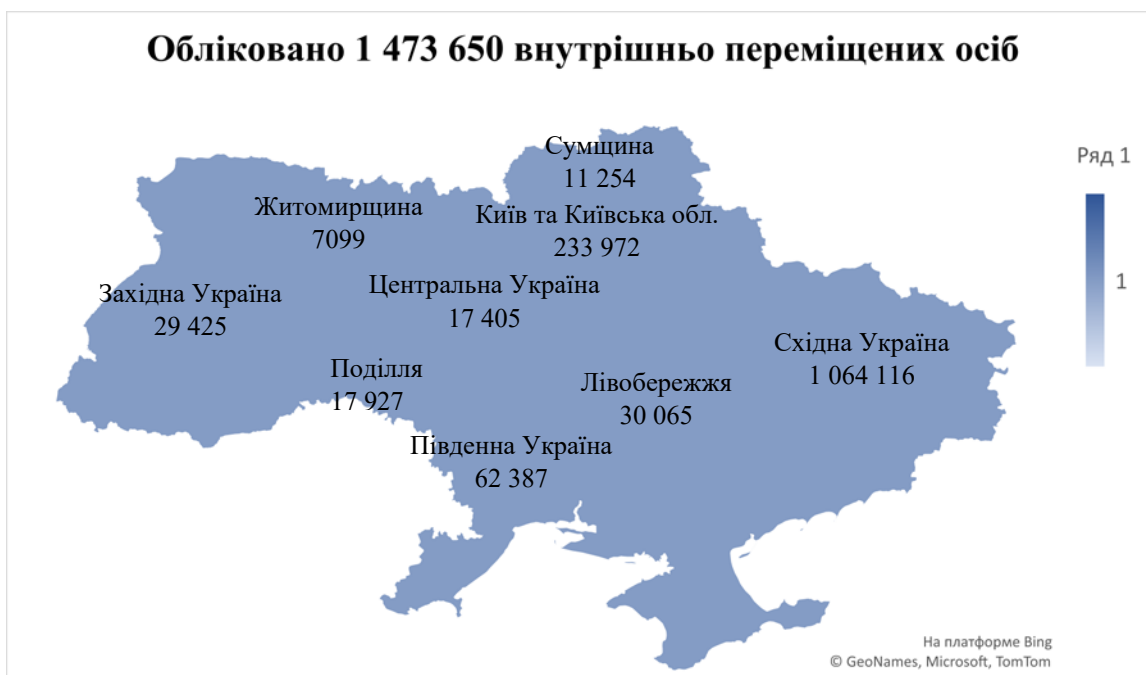 Обліковано 1 473 650 внутрішньо переміщених осіб
Ряд 1
1
Сумщина
11 254
Житомирщина
7099
Київ та Київська обл.
233 972
Західна Україна
29 425
Центральна Україна
17 405
Східна Україна
1 064 116
Поділля
17 927
Лівобережжя
30 065
Південна Україна
62 387
На платформе Bing
© GeoNames, Microsoft, TomTom